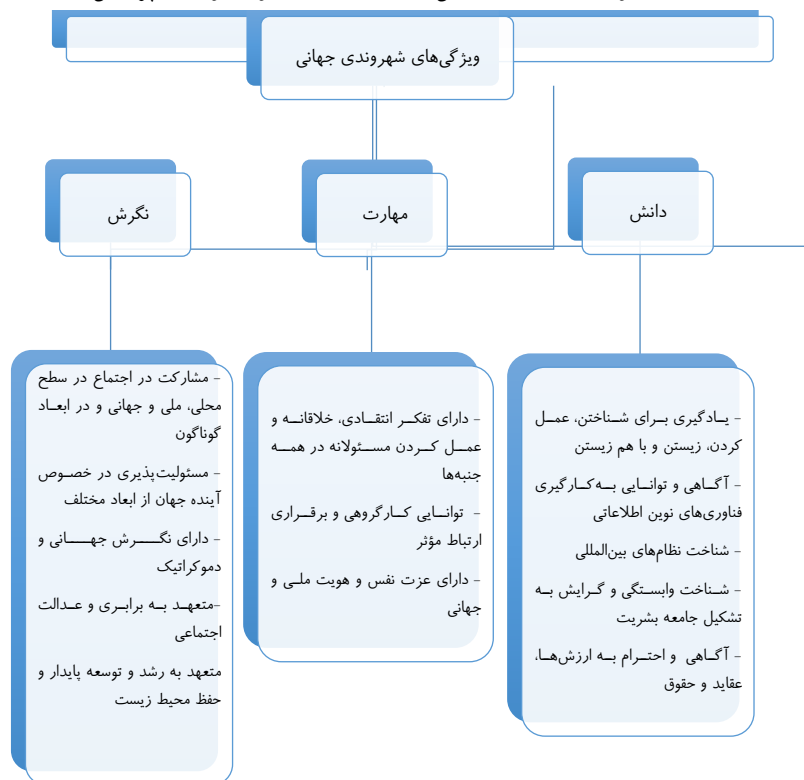 ویژگی‌های شهروندی جهانی
دانش
مهارت
نگرش
- یادگیری برای شناختن، عمل
کردن، زیستن و با هم زیستن
- آگاهی و توانایی به‌کارگیری
فناوری‌های نوین اطلاعاتی
- شناخت نظام‌های بین‌المللی
- شناخت وابستگی و گرایش به
تشکیل جامعه بشریت
- آگاهی و احترام به ارزش‌ها،
عقاید و حقوق
- دارای تفکر انتقادی، خلاقانه و
عمل کردن مسئولانه در همه
جنبه‌ها
- توانایی کارگروهی و برقراری
ارتباط مؤثر
- دارای عزت نفس و هویت ملی و
جهانی
- مشارکت در اجتماع در سطح
محلی، ملی و جهانی و در ابعاد
گوناگون
- مسئولیت‌پذیری در خصوص
آینده جهان از ابعاد مختلف
- دارای نگرش جهانی و
دموکراتیک
-متعهد به برابری و عدالت
اجتماعی
متعهد به رشد و توسعه پایدار و
حفظ محیط زیست